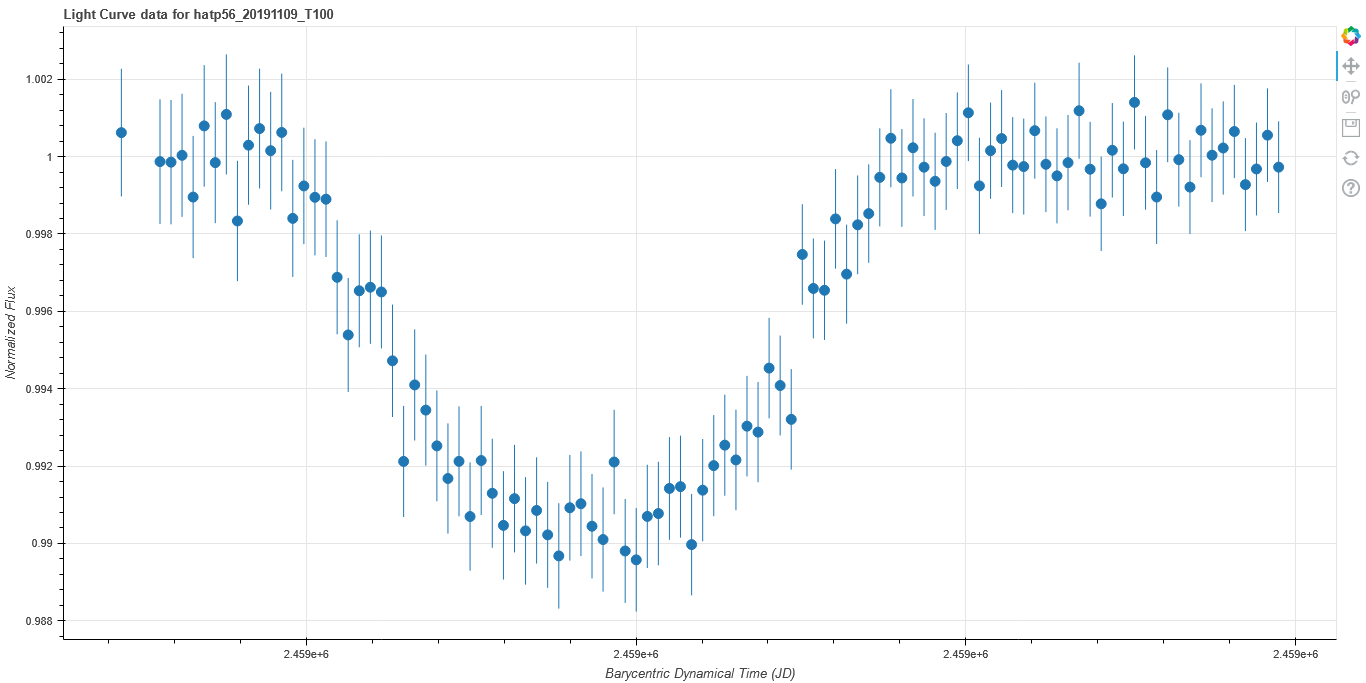 Light Curve data for hatp56_20191109_T100
Normalized Flux
1.002
1
0.998
0.996
0.994
0.992
0.99
0.988
2.459e+6
2.459e+6
2.459e+6
2.459e+6
Barycentric Dynamical Time (JD)